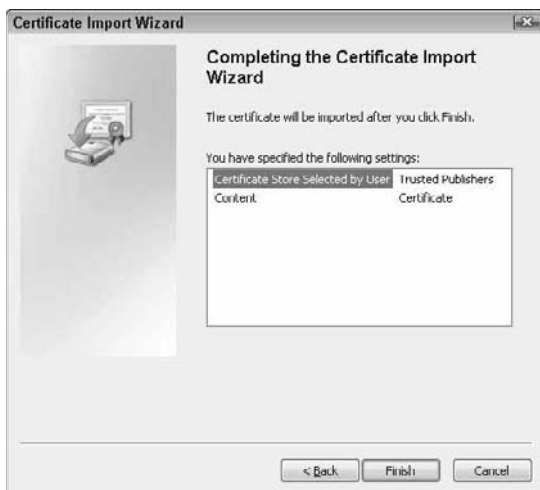 Certificate Import Wizard
Completing the Certificate Import
Wizard
The certificate will be imported after you click Finish.
You have specified the following settings:
Certificate Store Selected by User Trusted Publishers
Content Certificate
< Back Finish Cancel